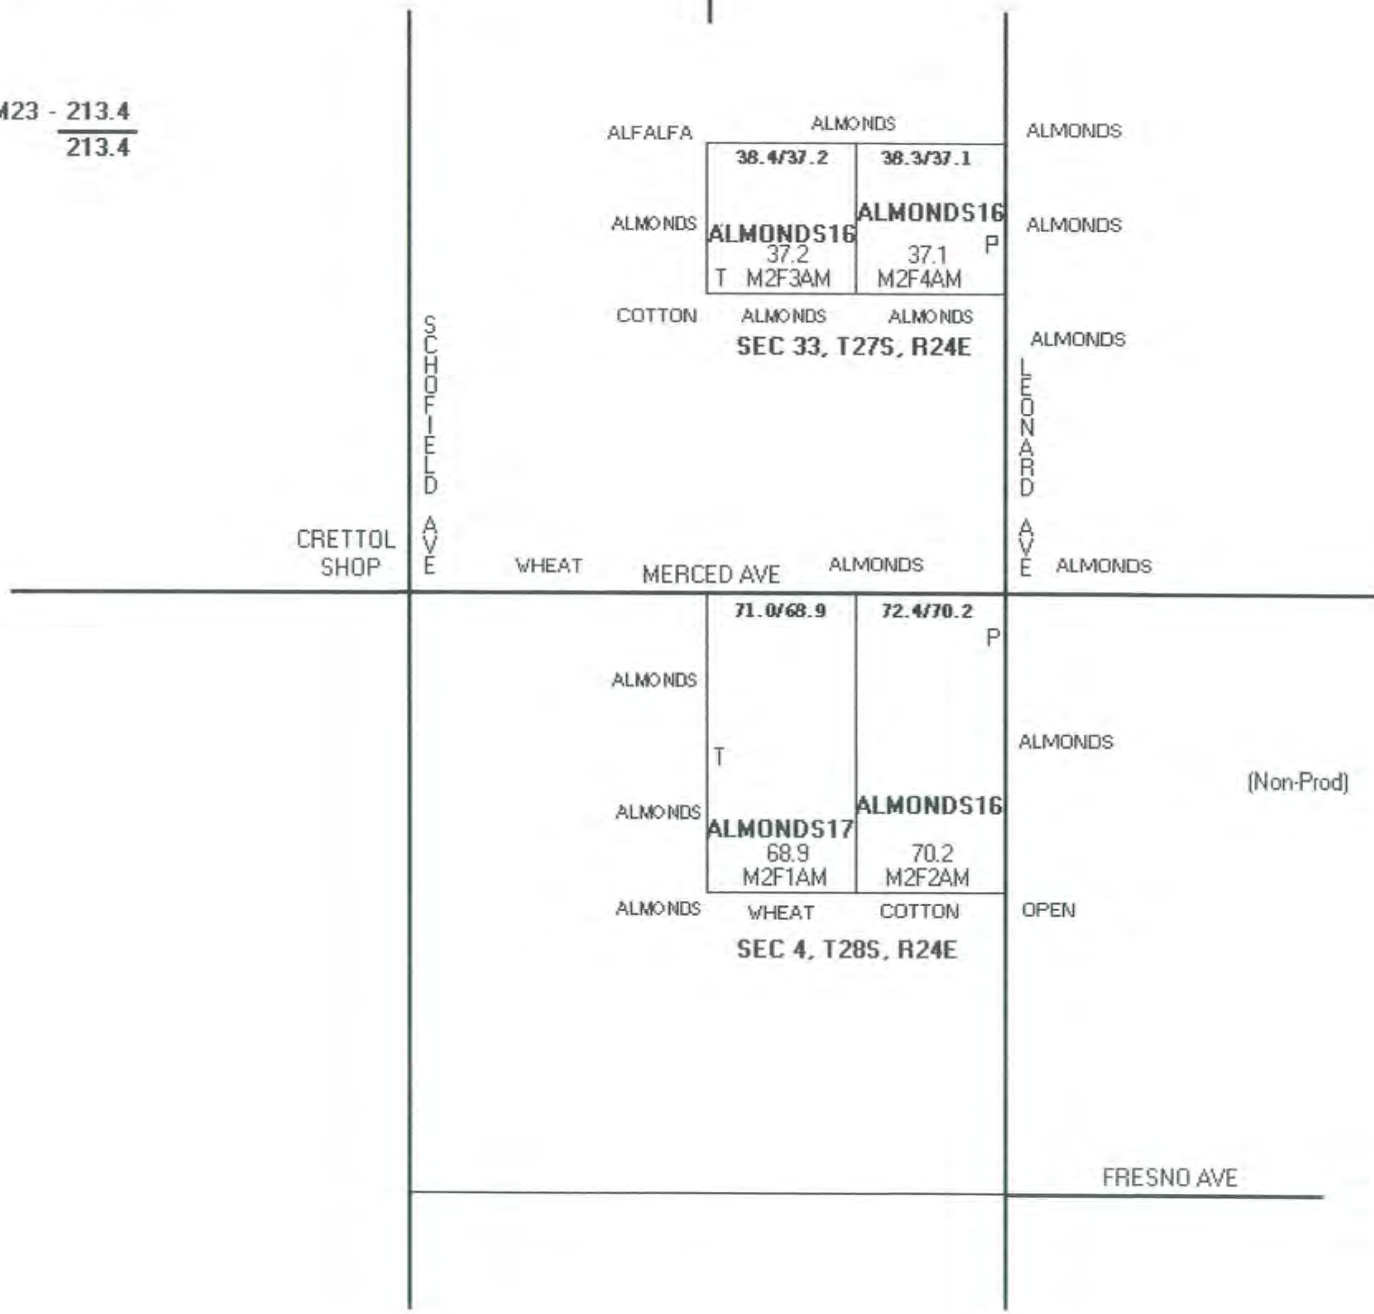 M23 - 213.4
213.4
ALFALFA
ALMONDS
ALMONDS
38.4/37.2
38.3/37.1
ALMONDS
ALMONDS16
37.2
T M2F3AM
ALMONDS16
P
37.1
M2F4AM
ALMONDS
COTTON
ALMONDS
ALMONDS
SEC 33, T27S, R24E
ALMONDS
SCHOFIELD AVE
LEONARD AVE
CRETTOL
SHOP
WHEAT
MERCED AVE
ALMONDS
ALMONDS
71.0/68.9
72.4/70.2
P
ALMONDS
T
ALMONDS
(Non-Prod)
ALMONDS
ALMONDS17
68.9
M2F1AM
ALMONDS16
70.2
M2F2AM
ALMONDS
WHEAT
COTTON
OPEN
SEC 4, T28S, R24E
FRESNO AVE